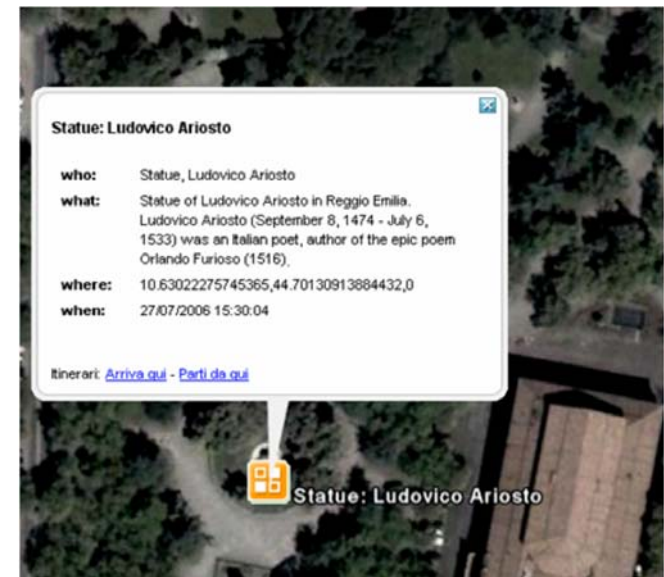 Statue: Ludovico Ariosto
who: Statue, Ludovico Ariosto
what: Statue of Ludovico Ariosto in Reggio Emilia.
Ludovico Ariosto (September 8, 1474 - July 6,
1533) was an Italian poet, author of the epic poem
Orlando Furioso (1516).
where: 10.63022275745365,44.70130913884432,0
when: 27/07/2006 15:30:04
Itinerari: Arriva qui - Parti da qui
Statue: Ludovico Ariosto